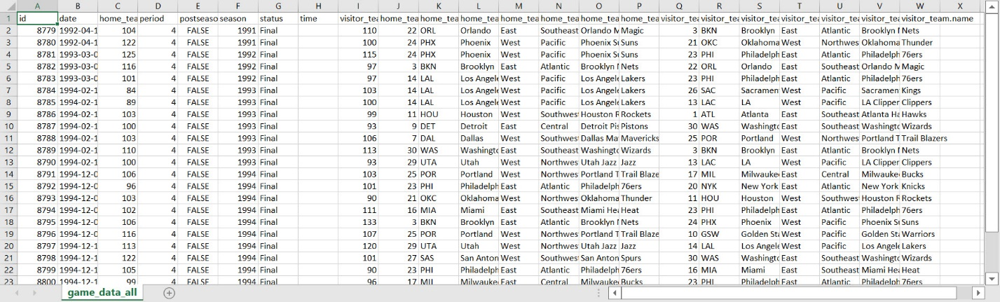 A B C D E F G H I J K L M N O P Q R S T U V W X
1 id date home_tea period postseaso season status time visitor_tea home_tea home_tea home_tea home_tea home_tea home_tea home_tea visitor_tea visitor_tea visitor_tea visitor_tea visitor_tea visitor_tea visitor_team.name
2 8779 1992-04-1 104 4 FALSE 1991 Final 110 22 ORL Orlando East Southeast Orlando M Magic 3 BKN Brooklyn East Atlantic Brooklyn N Nets
3 8780 1992-04-1 122 4 FALSE 1991 Final 100 24 PHX Phoenix West Pacific Phoenix Su Suns 21 OKC Oklahoma West Northwes Oklahoma Thunder
4 8781 1993-03-0 125 4 FALSE 1992 Final 115 24 PHX Phoenix West Pacific Phoenix Su Suns 23 PHI Philadelph East Atlantic Philadelph 76ers
5 8782 1993-03-0 116 4 FALSE 1992 Final 97 3 BKN Brooklyn East Atlantic Brooklyn N Nets 22 ORL Orlando East Southeast Orlando M Magic
6 8783 1993-03-0 101 4 FALSE 1992 Final 97 14 LAL Los Angele West Pacific Los Angele Lakers 23 PHI Philadelph East Atlantic Philadelph 76ers
7 8784 1994-02-1 84 4 FALSE 1993 Final 103 14 LAL Los Angele West Pacific Los Angele Lakers 26 SAC Sacramen West Pacific Sacramen Kings
8 8785 1994-02-1 89 4 FALSE 1993 Final 100 14 LAL Los Angele West Pacific Los Angele Lakers 13 LAC LA West Pacific LA Clipper Clippers
9 8786 1994-02-1 103 4 FALSE 1993 Final 99 11 HOU Houston West Southwes Houston R Rockets 1 ATL Atlanta East Southeast Atlanta Ha Hawks
10 8787 1994-02-1 100 4 FALSE 1993 Final 93 9 DET Detroit East Central Detroit Pis Pistons 30 WAS Washingto East Southeast Washingto Wizards
11 8788 1994-02-1 103 4 FALSE 1993 Final 106 7 DAL Dallas West Southwes Dallas Ma Mavericks 25 POR Portland West Northwes Portland T Trail Blazers
12 8789 1994-02-1 110 4 FALSE 1993 Final 113 30 WAS Washingto East Southeast Washingto Wizards 3 BKN Brooklyn East Atlantic Brooklyn N Nets
13 8790 1994-02-1 100 4 FALSE 1993 Final 93 29 UTA Utah West Northwes Utah Jazz Jazz 13 LAC LA West Pacific LA Clipper Clippers
14 8791 1994-12-0 106 4 FALSE 1994 Final 103 25 POR Portland West Northwes Portland T Trail Blaze 17 MIL Milwaukee East Central Milwaukee Bucks
15 8792 1994-12-0 96 4 FALSE 1994 Final 101 23 PHI Philadelph East Atlantic Philadelph 76ers 20 NYK New York East Atlantic New York Knicks
16 8793 1994-12-0 103 4 FALSE 1994 Final 90 21 OKC Oklahoma West Northwes Oklahoma Thunder 11 HOU Houston West Southwes Houston R Rockets
17 8794 1994-12-0 102 4 FALSE 1994 Final 111 16 MIA Miami East Southeast Miami Hea Heat 23 PHI Philadelph East Atlantic Philadelph 76ers
18 8795 1994-12-0 106 4 FALSE 1994 Final 133 3 BKN Brooklyn East Atlantic Brooklyn N Nets 24 PHX Phoenix West Pacific Phoenix Su Suns
19 8796 1994-12-0 116 4 FALSE 1994 Final 107 25 POR Portland West Northwes Portland T Trail Blaze 10 GSW Golden Sta West Pacific Golden Sta Warriors
20 8797 1994-12-1 113 4 FALSE 1994 Final 120 29 UTA Utah West Northwes Utah Jazz Jazz 14 LAL Los Angele West Pacific Los Angele Lakers
21 8798 1994-12-1 122 4 FALSE 1994 Final 101 27 SAS San Anton West Southwes San Anton Spurs 30 WAS Washingto East Southeast Washingto Wizards
22 8799 1994-12-1 105 4 FALSE 1994 Final 90 23 PHI Philadelph East Atlantic Philadelph 76ers 16 MIA Miami East Southeast Miami Hea Heat
23 8800 1994-12-1 99 4 FALSE 1994 Final 96 17 MIL Milwaukee East Central Milwaukee Bucks 23 PHI Philadelph East Atlantic Philadelph 76ers
game_data_all